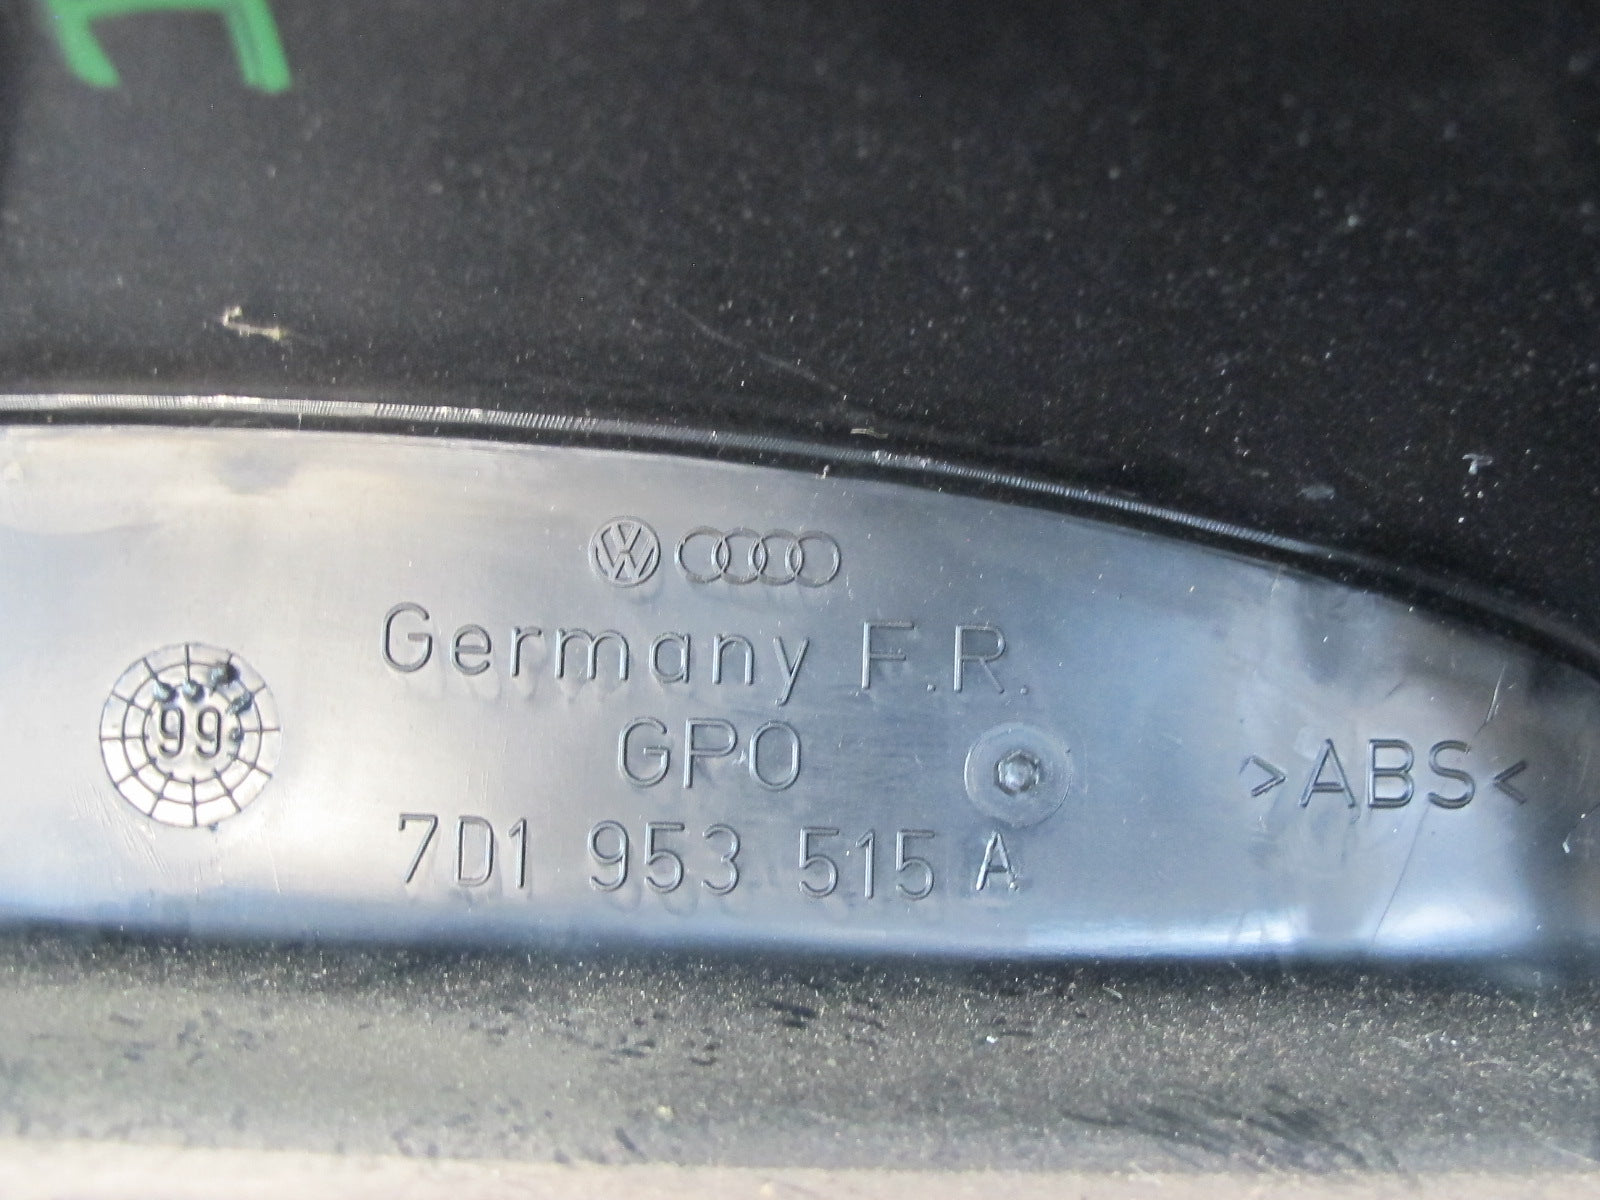 Germany F.R.
99
GPO
>ABS<
7D1 953 515 A